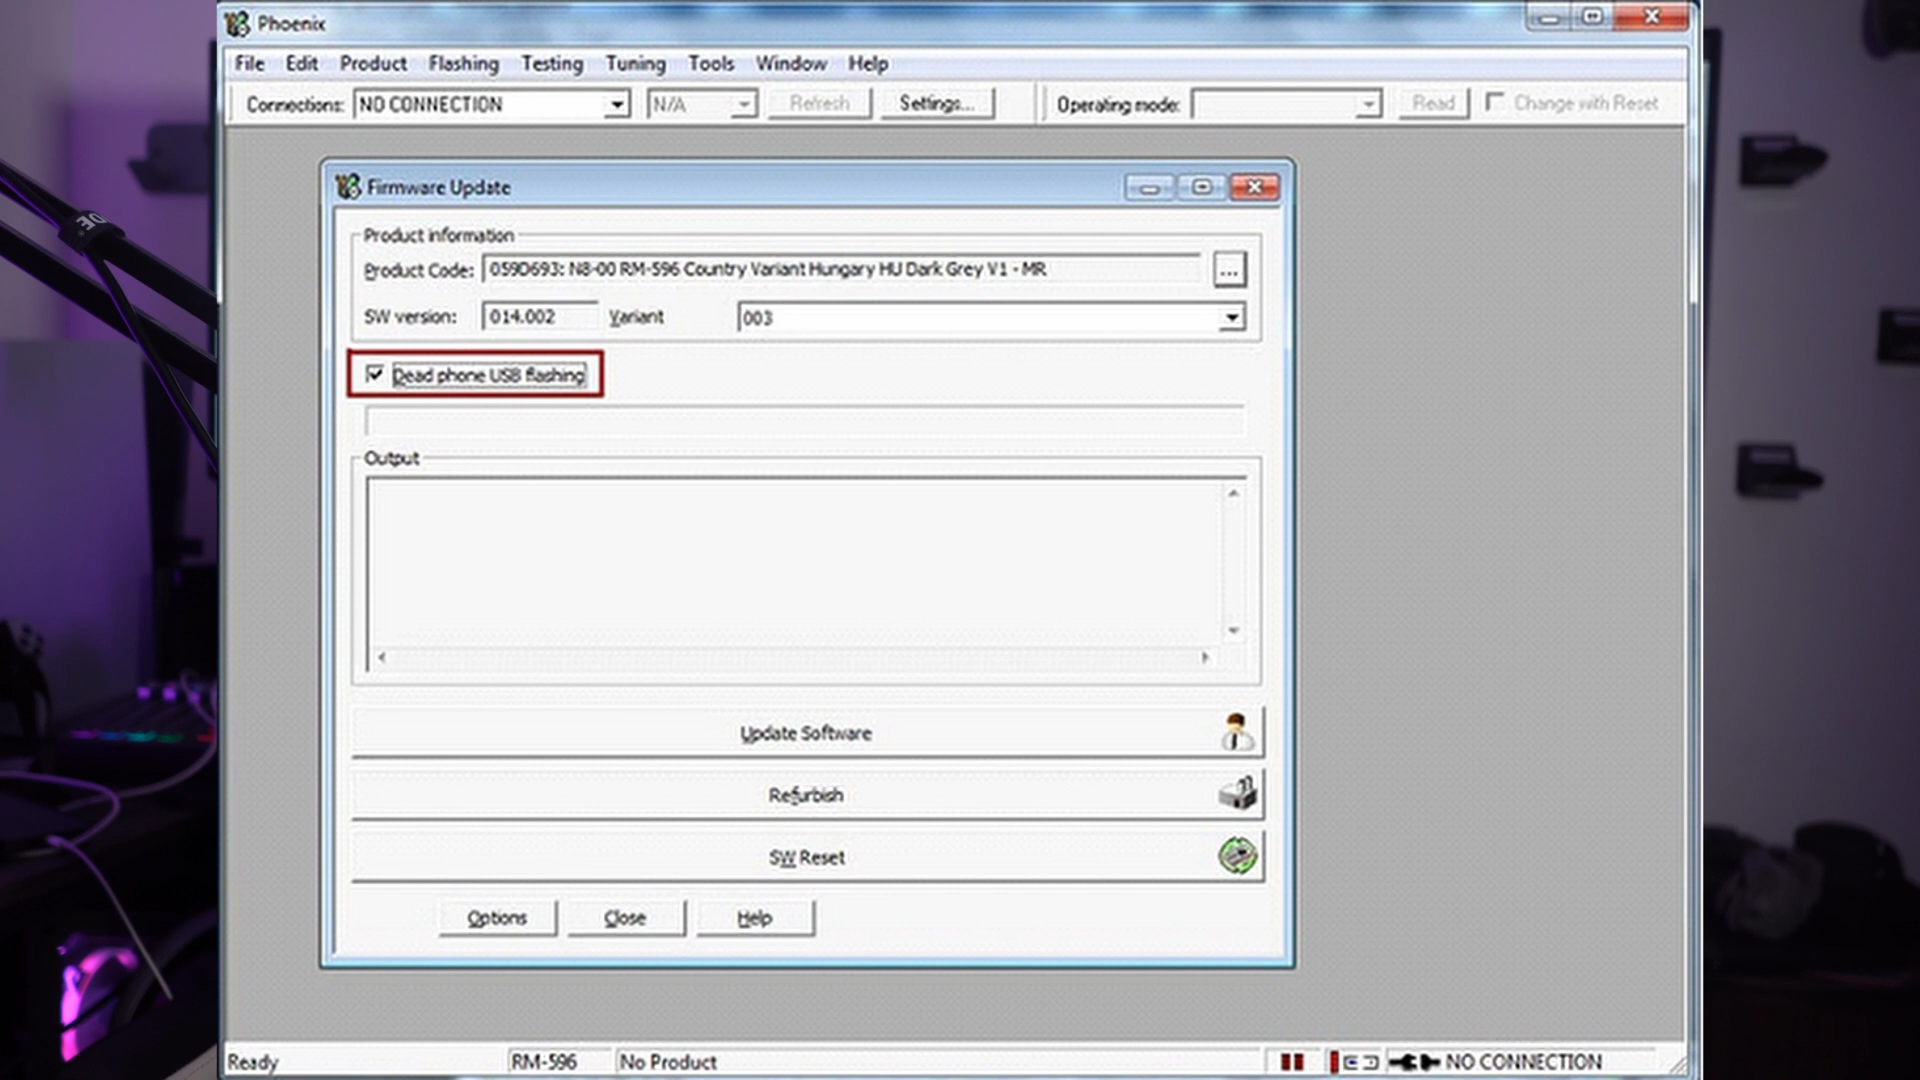 Phoenix
File Edit Product Flashing Testing Tuning Tools Window Help
Connections: NO CONNECTION N/A Refresh Settings... Operating mode: Read Change with Reset
Firmware Update
Product information
Product Code: 059D693: N8-00 RM-596 Country Variant Hungary HU Dark Grey V1 - MR ...
SW version: 014.002 Variant 003
Dead phone USB flashing
Output
Update Software
Refurbish
SW Reset
Options Close Help
Ready RM-596 No Product NO CONNECTION